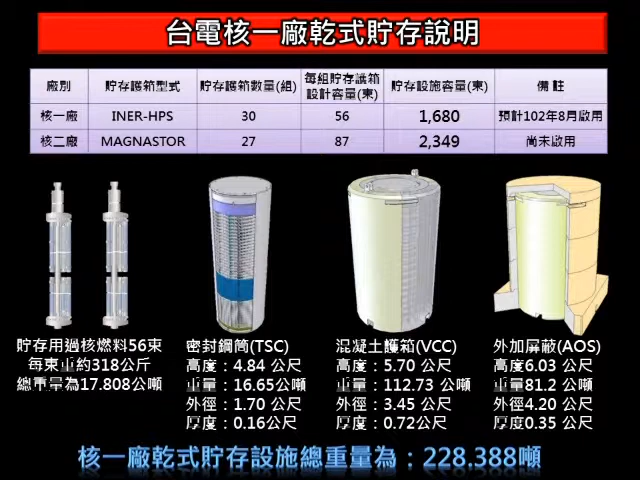 台電核一廠乾式貯存說明
廠別 貯存護箱型式 貯存護箱數量(組) 每組貯存護箱設計容量(束) 貯存設施容量(束) 備 註
核一廠 INER-HPS 30 56 1,680 預計102年8月啟用
核二廠 MAGNASTOR 27 87 2,349 尚未啟用
貯存用過核燃料56束
每束重約318公斤
總重量為17.808公噸
密封鋼筒(TSC)
高度：4.84 公尺
重量：16.65公噸
外徑：1.70 公尺
厚度：0.16公尺
混凝土護箱(VCC)
高度：5.70 公尺
重量：112.73 公噸
外徑：3.45 公尺
厚度：0.72公尺
外加屏蔽(AOS)
高度6.03 公尺
重量81.2 公噸
外徑4.20 公尺
厚度0.35 公尺
核一廠乾式貯存設施總重量為：228.388噸